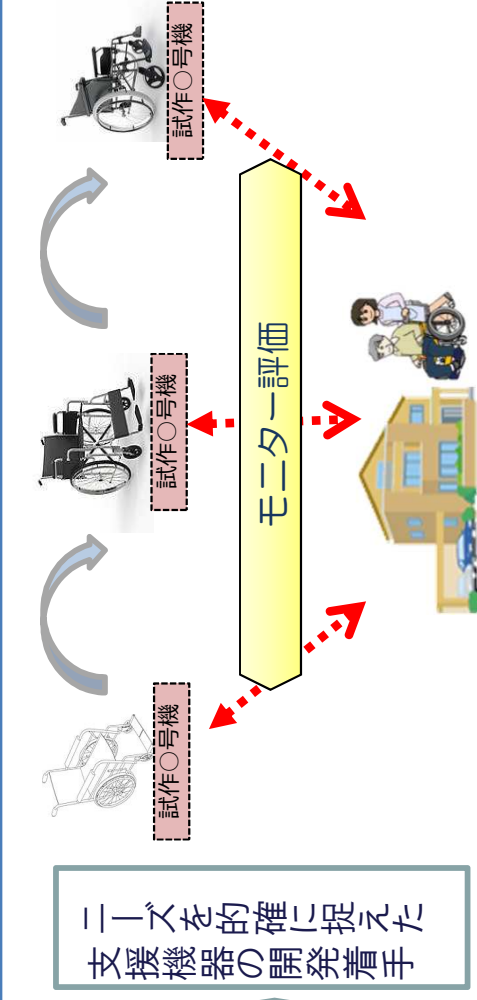 ニーズを的確に捉えた
支援機器の開発着手
試作○号機
試作○号機
試作○号機
モニター評価